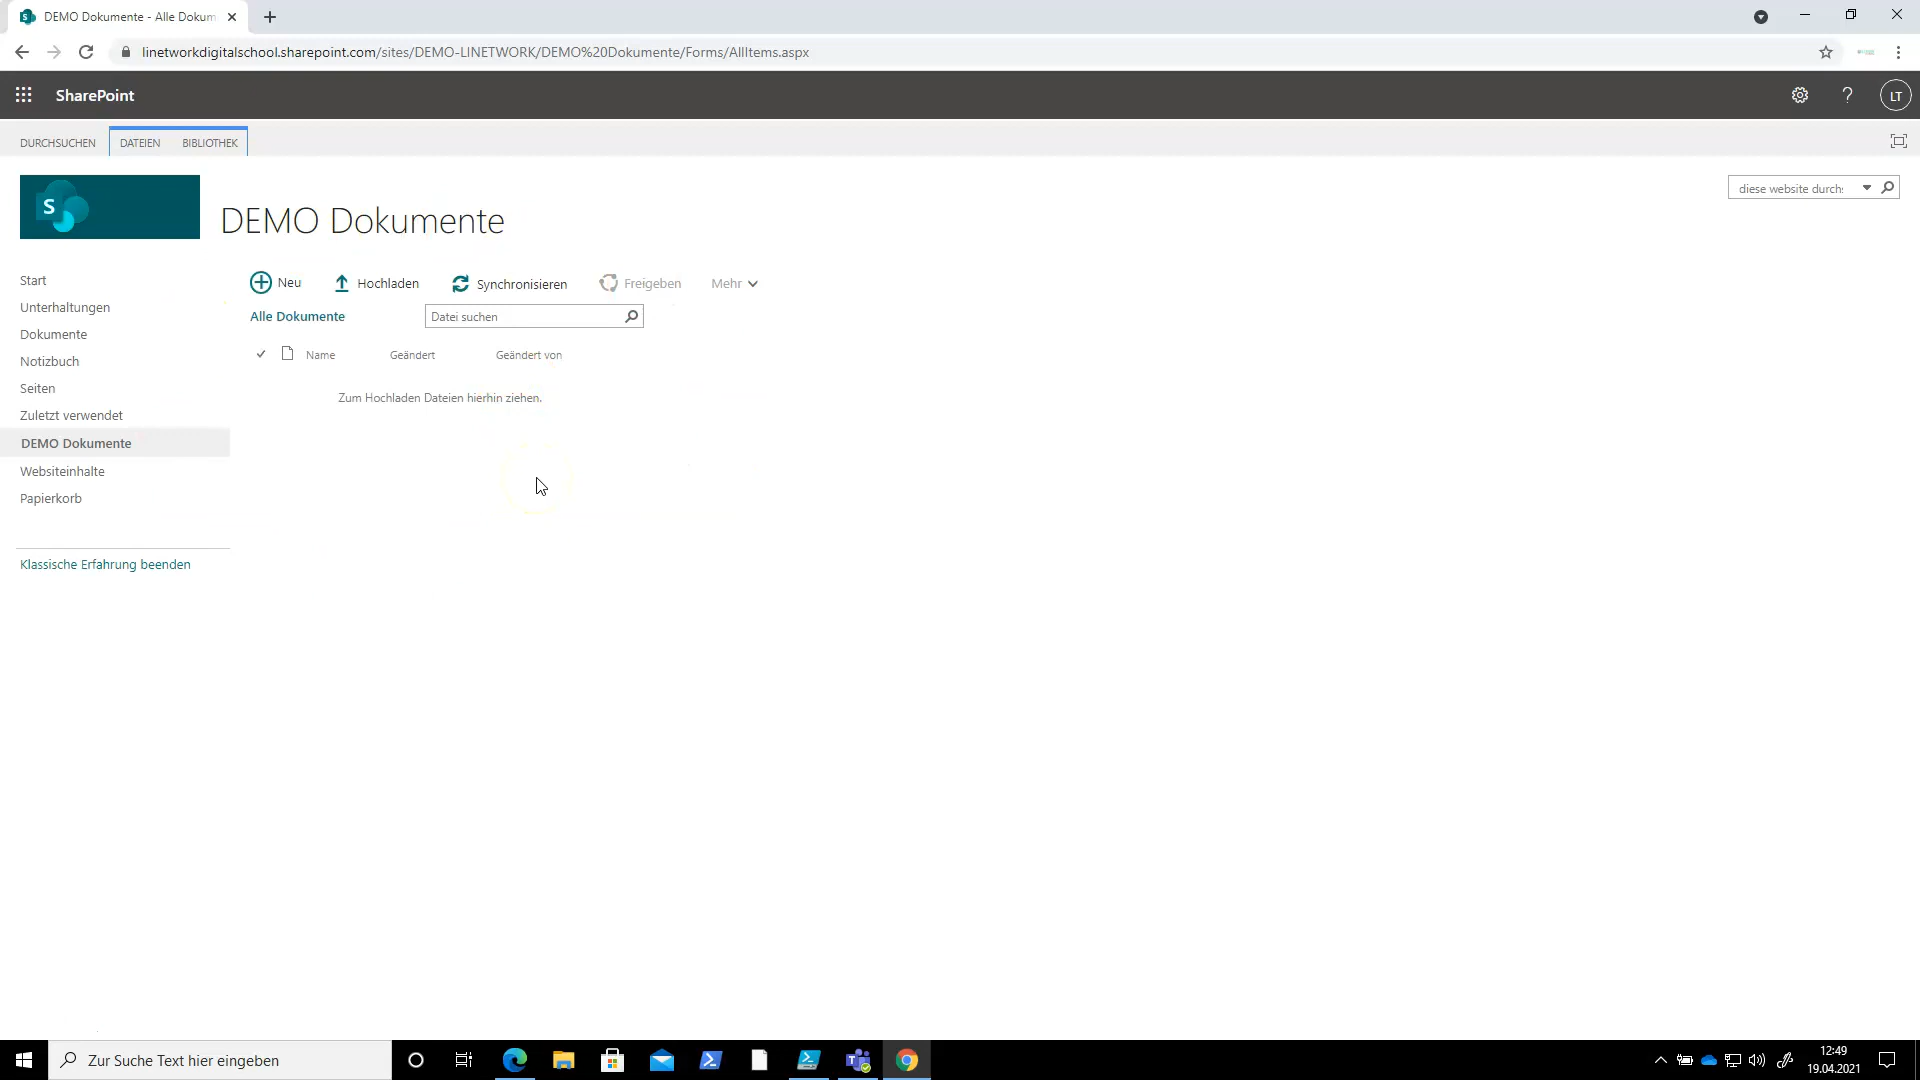 DEMO Dokumente - Alle Dokum
linetworkdigitalschool.sharepoint.com/sites/DEMO-LINETWORK/DEMO%20Dokumente/Forms/AllItems.aspx
SharePoint
LT
DURCHSUCHEN DATEIEN BIBLIOTHEK
S
DEMO Dokumente
diese website durch:
Start
Unterhaltungen
Dokumente
Notizbuch
Seiten
Zuletzt verwendet
DEMO Dokumente
Websiteinhalte
Papierkorb
Klassische Erfahrung beenden
Neu Hochladen Synchronisieren Freigeben Mehr
Alle Dokumente Datei suchen
Name Geändert Geändert von
Zum Hochladen Dateien hierhin ziehen.
Zur Suche Text hier eingeben
12:49
19.04.2021